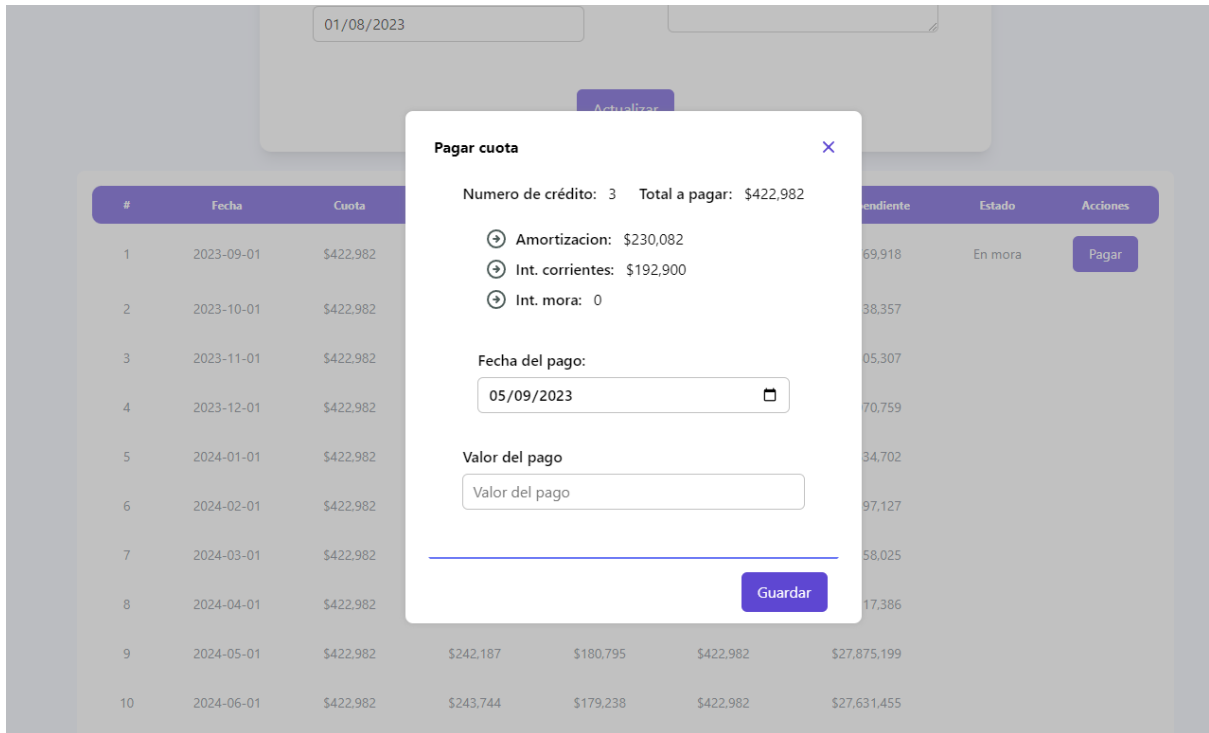 01/08/2023
Actualizar
Pagar cuota
Numero de crédito: 3 Total a pagar: $422,982
Amortizacion: $230,082
Int. corrientes: $192,900
Int. mora: 0
Fecha del pago:
05/09/2023
Valor del pago
Valor del pago
Guardar
# Fecha Cuota Estado Acciones
1 2023-09-01 $422,982 69,918 En mora Pagar
2 2023-10-01 $422,982 38,357
3 2023-11-01 $422,982 05,307
4 2023-12-01 $422,982 70,759
5 2024-01-01 $422,982 34,702
6 2024-02-01 $422,982 97,127
7 2024-03-01 $422,982 58,025
8 2024-04-01 $422,982 17,386
9 2024-05-01 $422,982 $242,187 $180,795 $422,982 $27,875,199
10 2024-06-01 $422,982 $243,744 $179,238 $422,982 $27,631,455